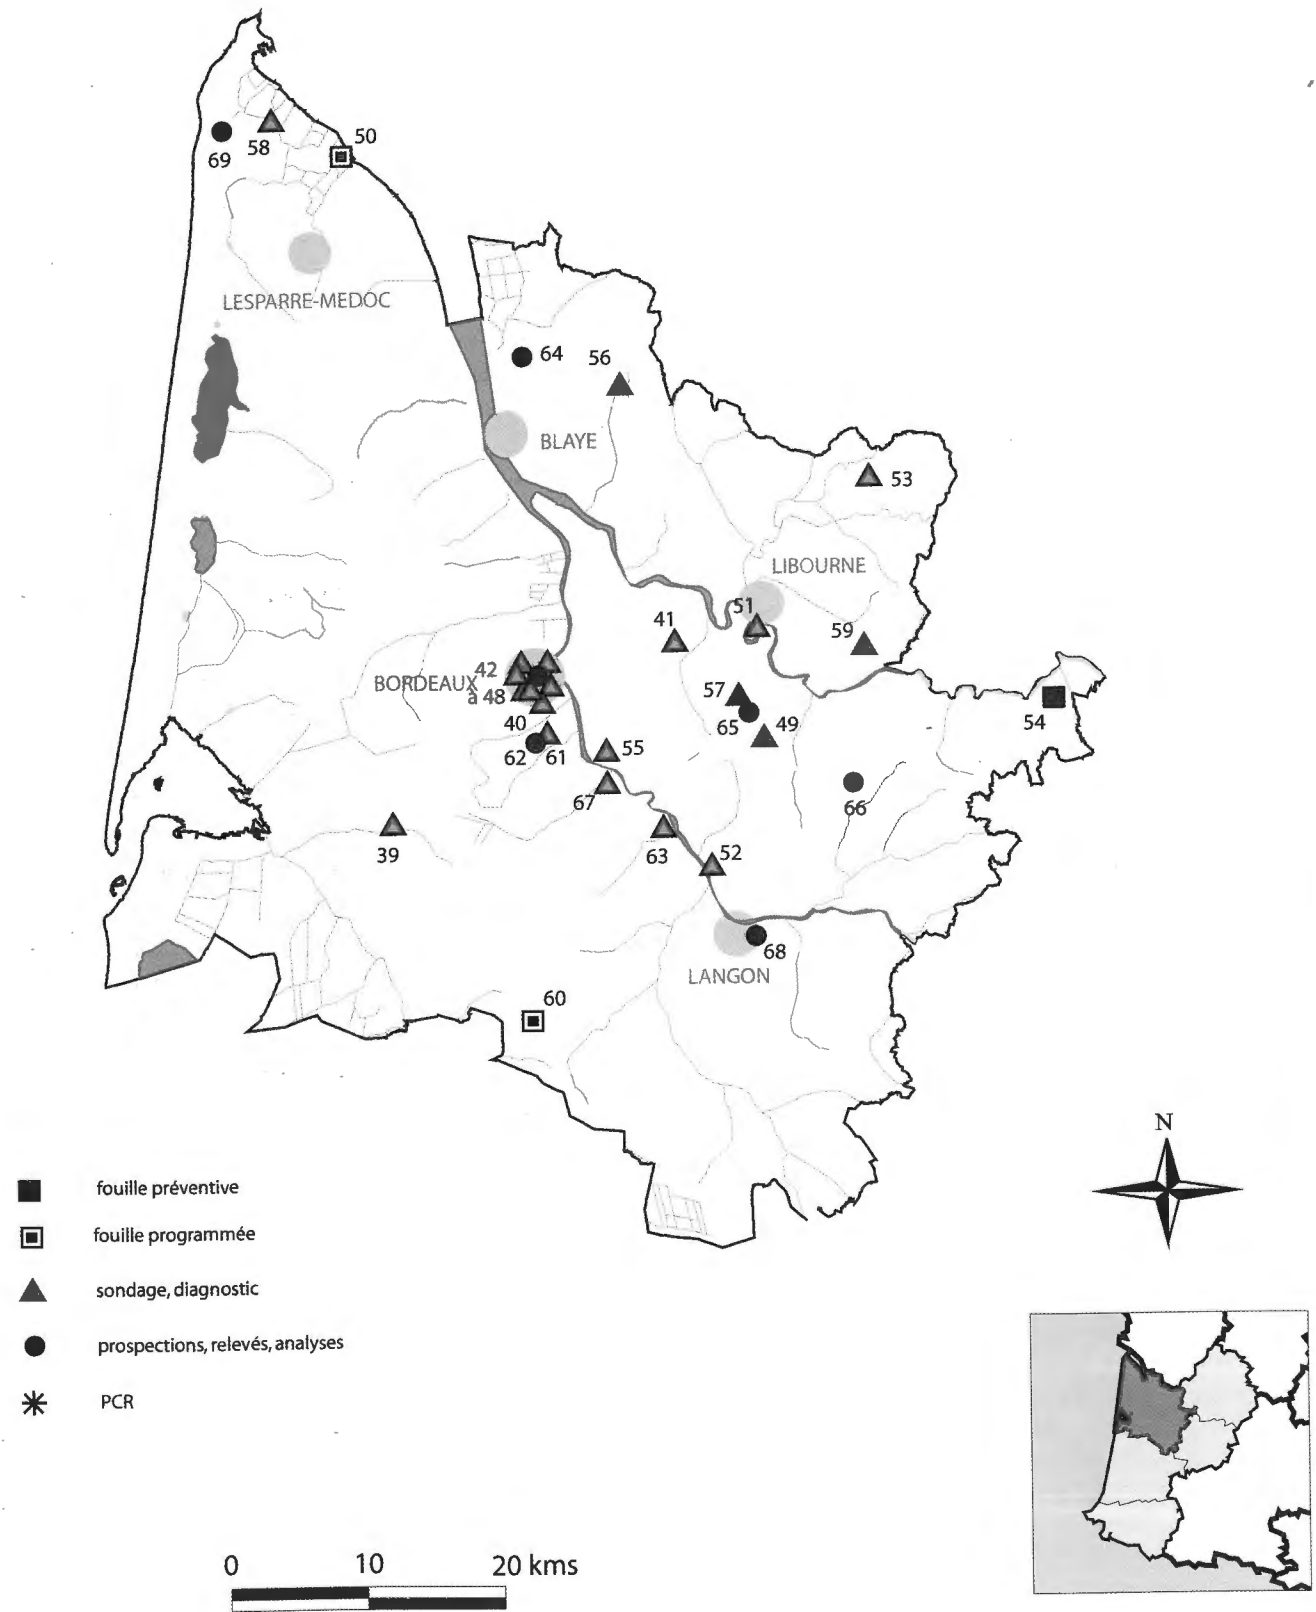 50
58
69
LESPARRE-MEDOC
64
56
BLAYE
53
LIBOURNE
51
41
59
42
BORDEAUX
à 48
57
54
65
49
40
62
61
55
66
67
39
63
52
68
LANGON
60
N
fouille préventive
fouille programmée
sondage, diagnostic
prospections, relevés, analyses
PCR
0 10 20 kms